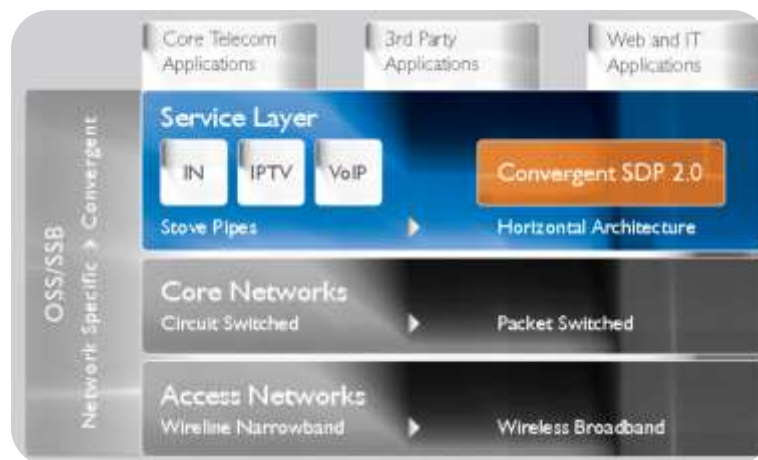 Core Telecom
Applications
3rd Party
Applications
Web and IT
Applications
OSS/SSB
Network Specific > Convergent
Service Layer
IN
IPTV
VoIP
Convergent SDP 2.0
Stove Pipes
Horizontal Architecture
Core Networks
Circuit Switched
Packet Switched
Access Networks
Wireline Narrowband
Wireless Broadband